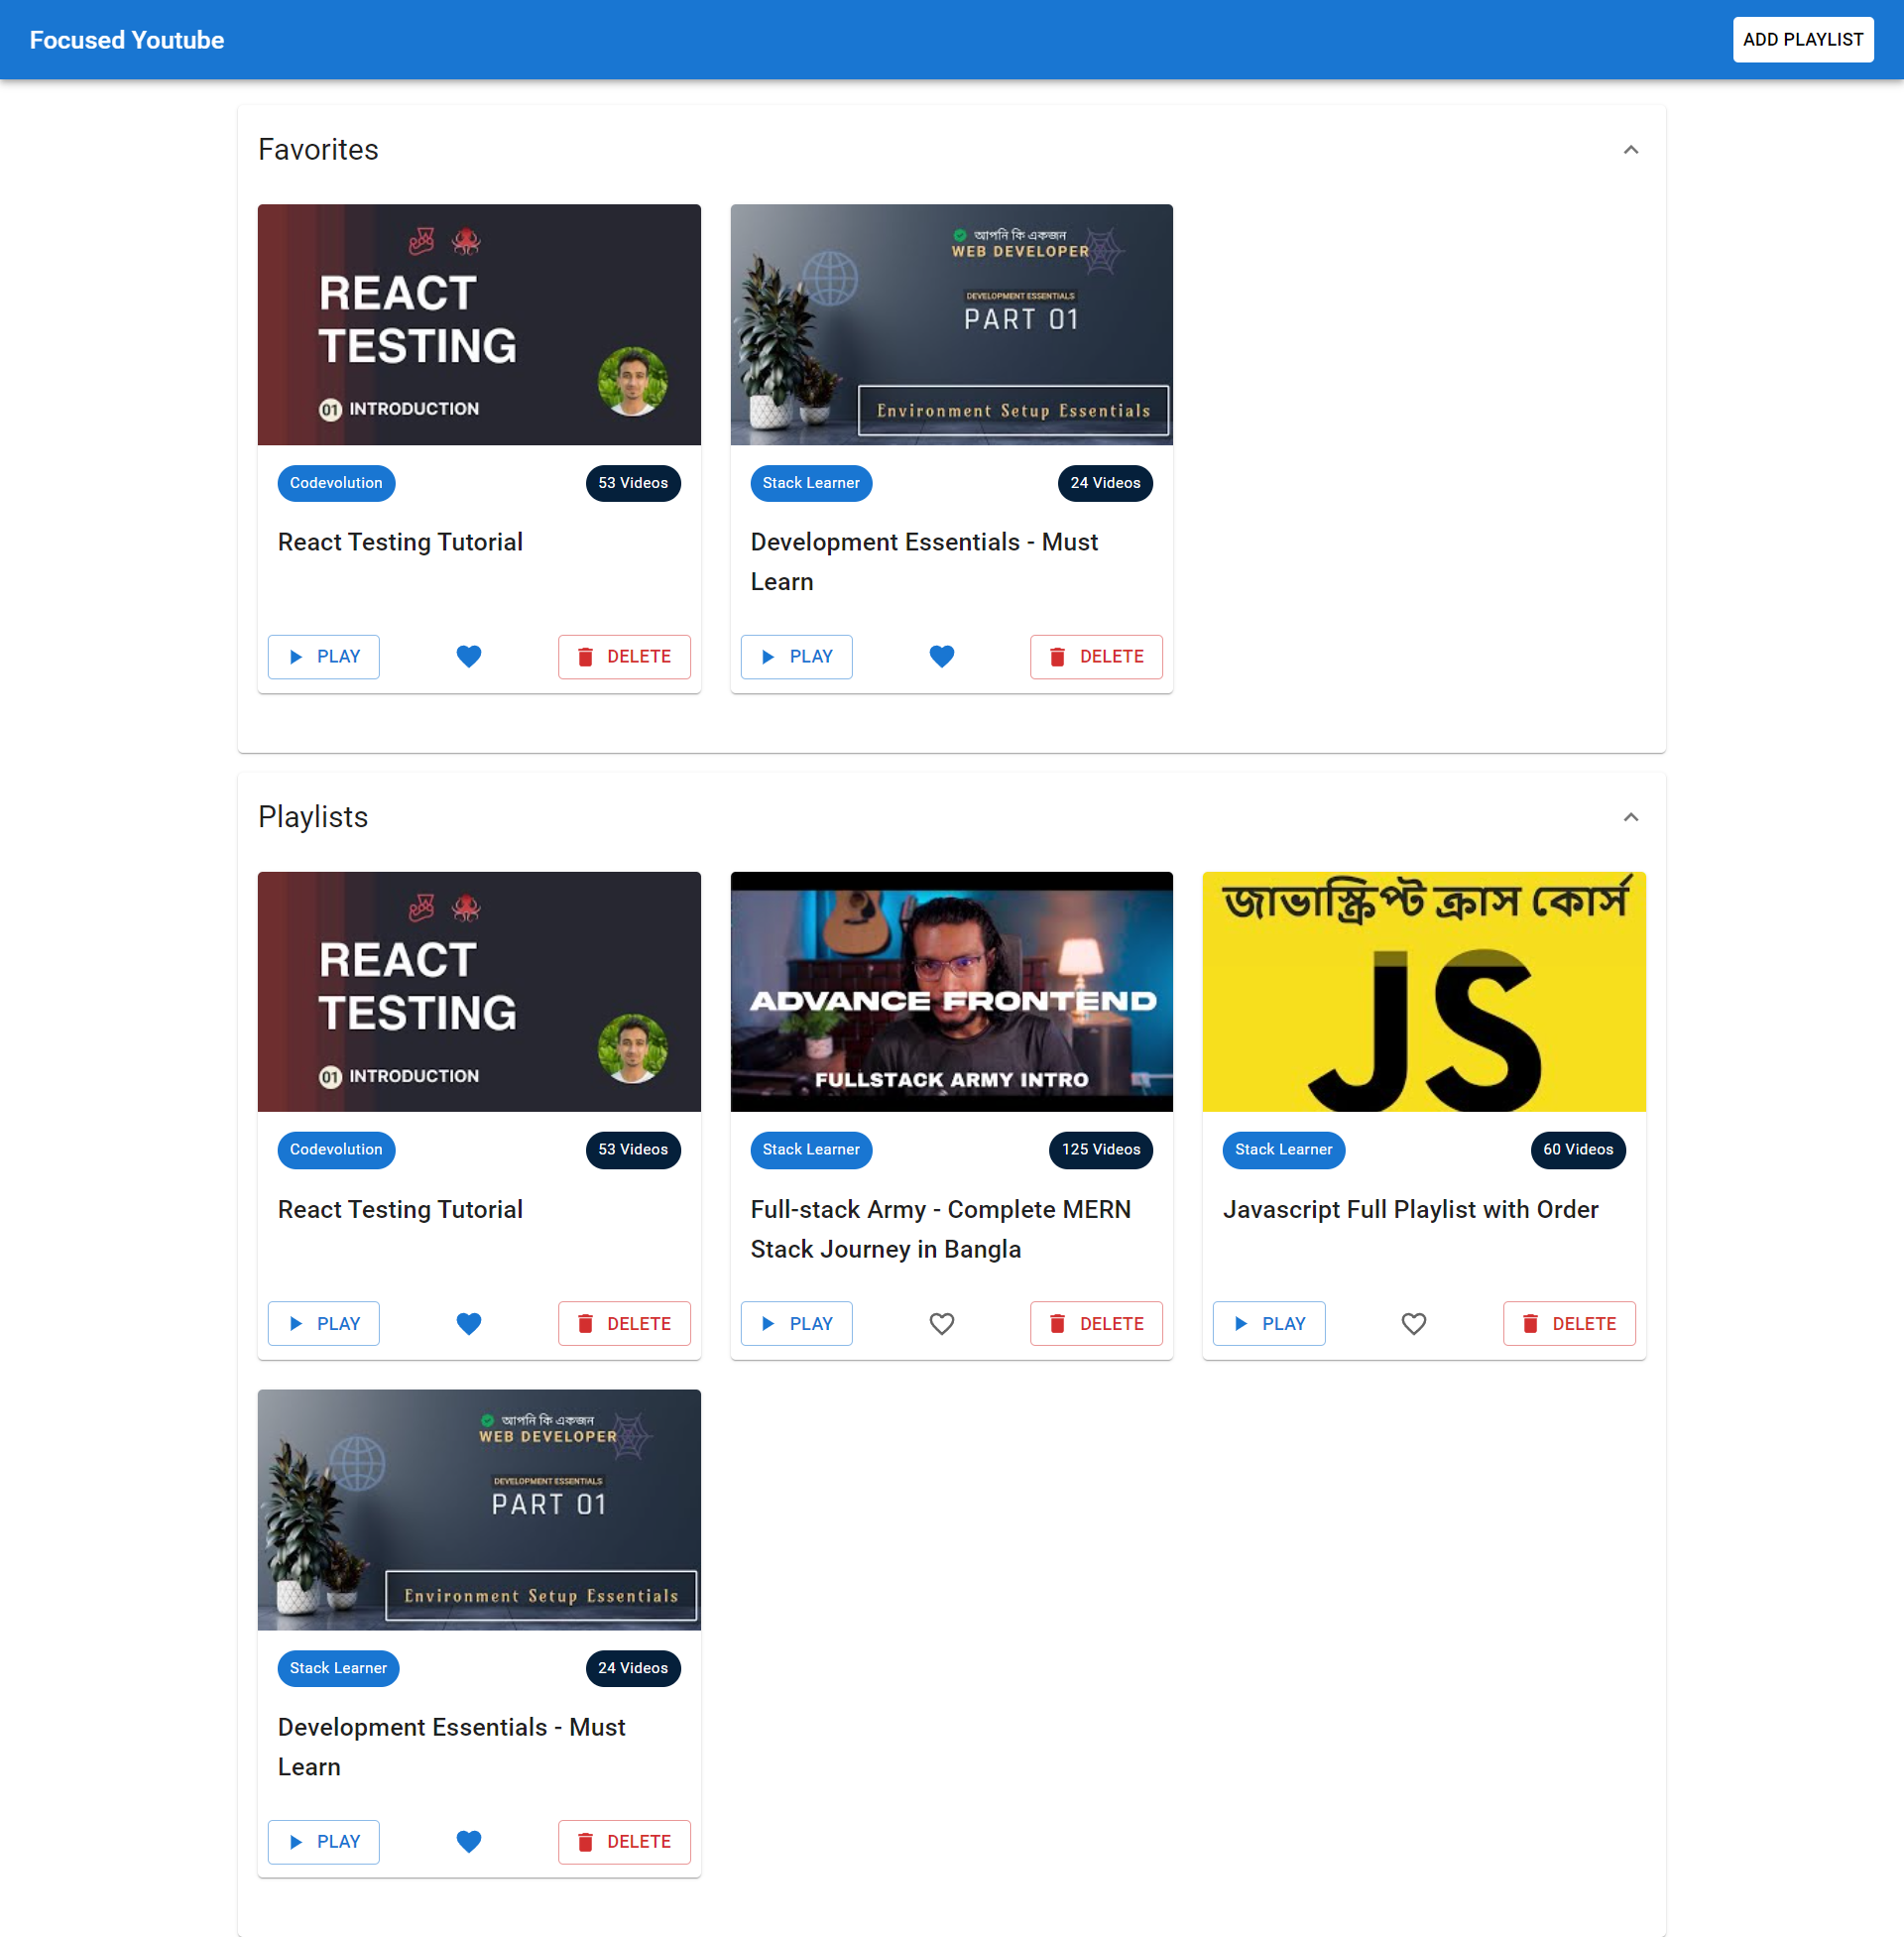 Focused Youtube
ADD PLAYLIST
Favorites
REACT
TESTING
01 INTRODUCTION
Codevolution
53 Videos
React Testing Tutorial
PLAY
DELETE
আপনি কি একজন
WEB DEVELOPER
DEVELOPMENT ESSENTIALS
PART 01
Environment Setup Essentials
Stack Learner
24 Videos
Development Essentials - Must
Learn
PLAY
DELETE
Playlists
REACT
TESTING
01 INTRODUCTION
Codevolution
53 Videos
React Testing Tutorial
PLAY
DELETE
ADVANCE FRONTEND
FULLSTACK ARMY INTRO
Stack Learner
125 Videos
Full-stack Army - Complete MERN
Stack Journey in Bangla
PLAY
DELETE
জাভাস্ক্রিপ্ট ক্রাস কোর্স
JS
Stack Learner
60 Videos
Javascript Full Playlist with Order
PLAY
DELETE
আপনি কি একজন
WEB DEVELOPER
DEVELOPMENT ESSENTIALS
PART 01
Environment Setup Essentials
Stack Learner
24 Videos
Development Essentials - Must
Learn
PLAY
DELETE